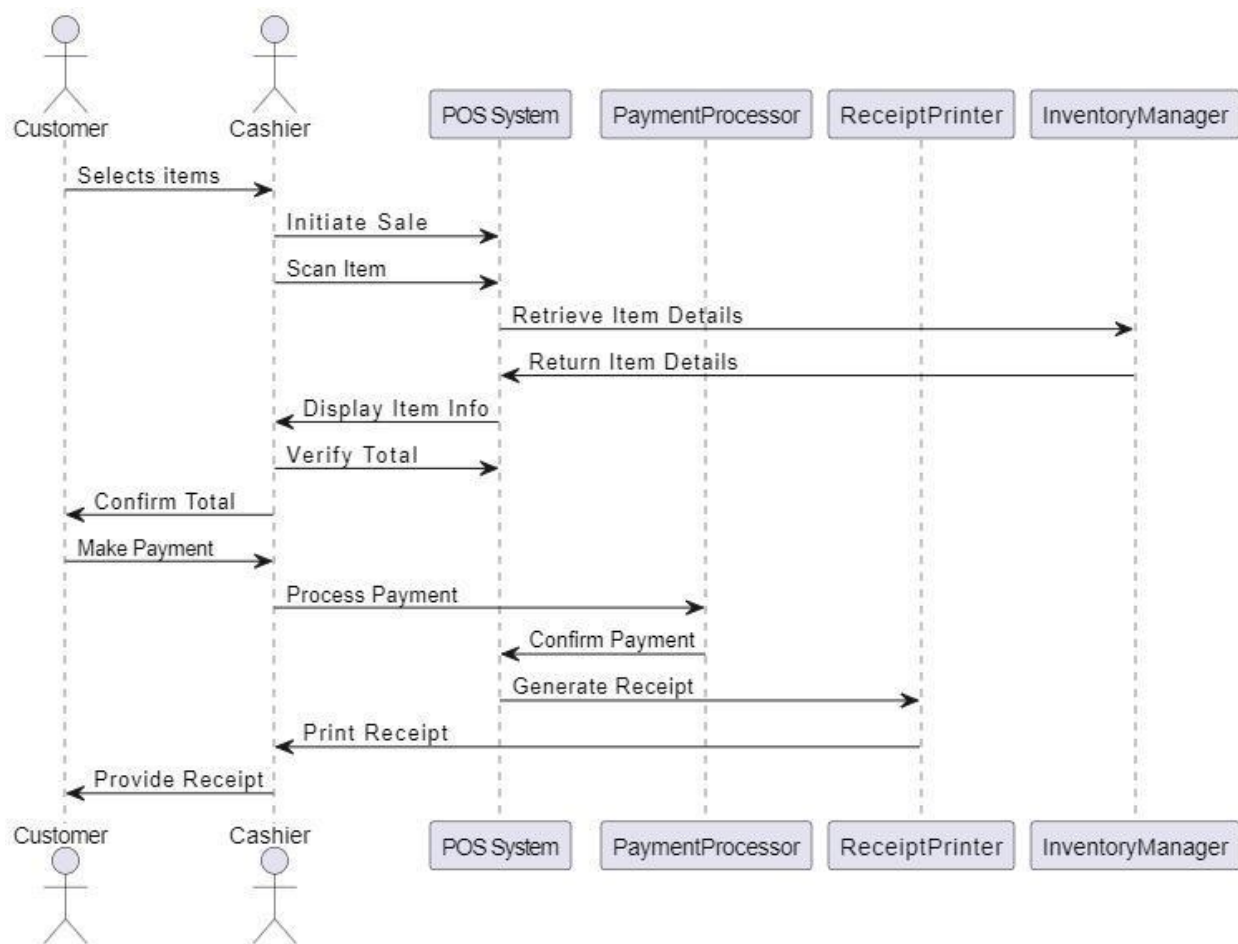 Customer
Cashier
POS System
PaymentProcessor
ReceiptPrinter
InventoryManager
Selects items
Initiate Sale
Scan Item
Retrieve Item Details
Return Item Details
Display Item Info
Verify Total
Confirm Total
Make Payment
Process Payment
Confirm Payment
Generate Receipt
Print Receipt
Provide Receipt
Customer
Cashier
POS System
PaymentProcessor
ReceiptPrinter
InventoryManager